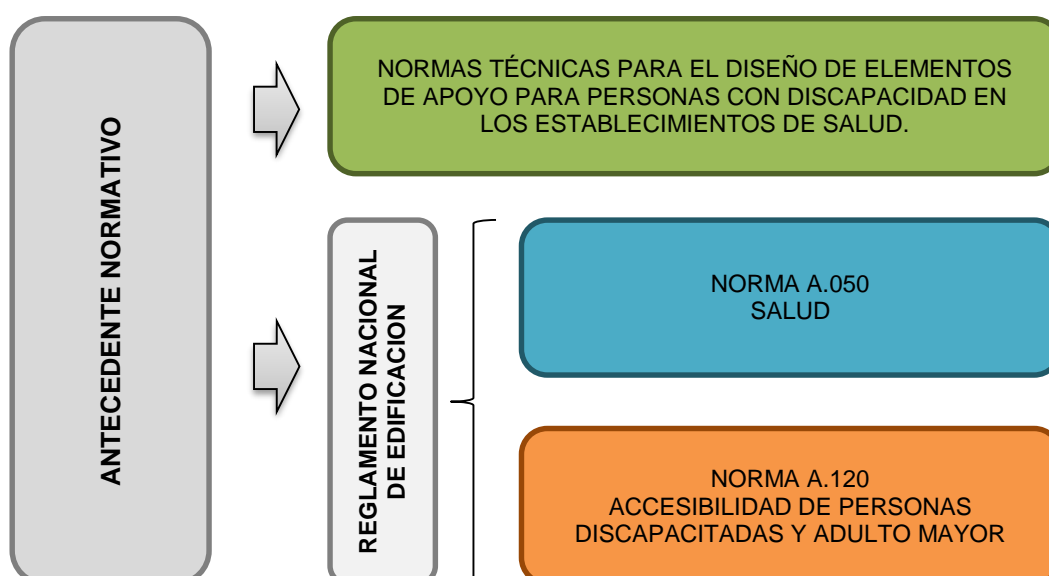 ANTECEDENTE NORMATIVO
NORMAS TÉCNICAS PARA EL DISEÑO DE ELEMENTOS
DE APOYO PARA PERSONAS CON DISCAPACIDAD EN
LOS ESTABLECIMIENTOS DE SALUD.
REGLAMENTO NACIONAL
DE EDIFICACION
NORMA A.050
SALUD
NORMA A.120
ACCESIBILIDAD DE PERSONAS
DISCAPACITADAS Y ADULTO MAYOR